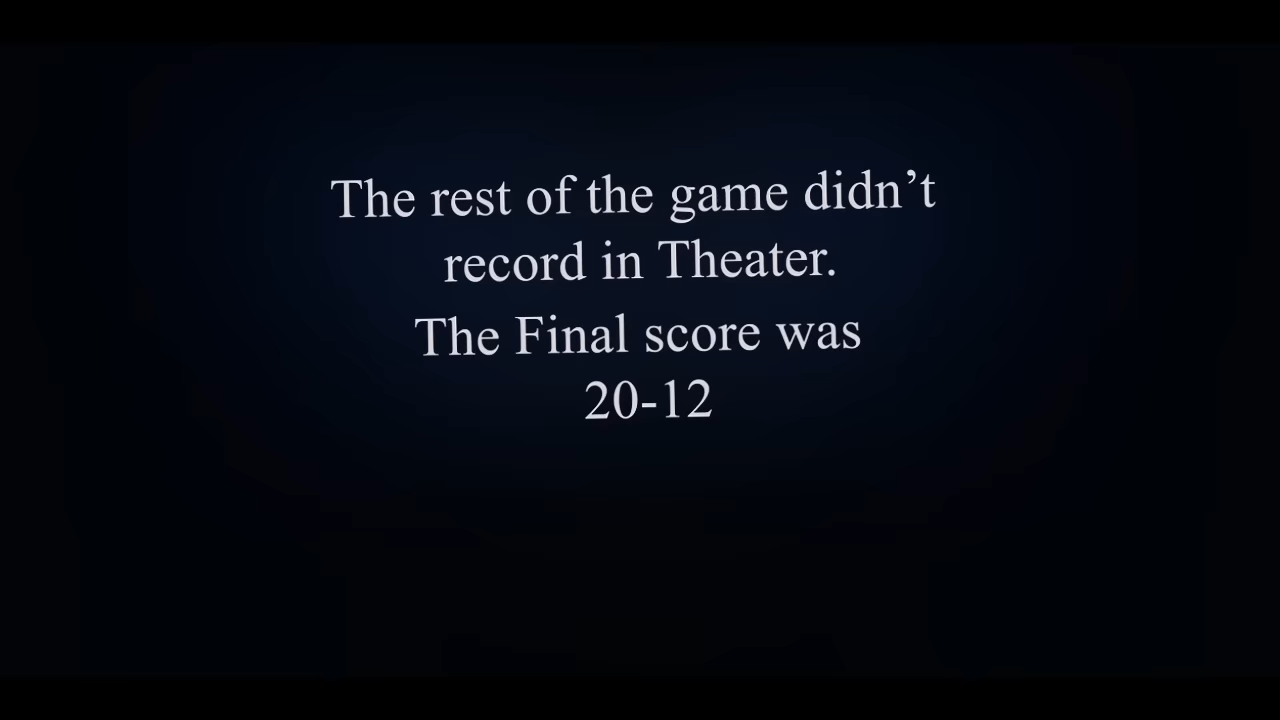 The rest of the game didn’t
record in Theater.
The Final score was
20-12